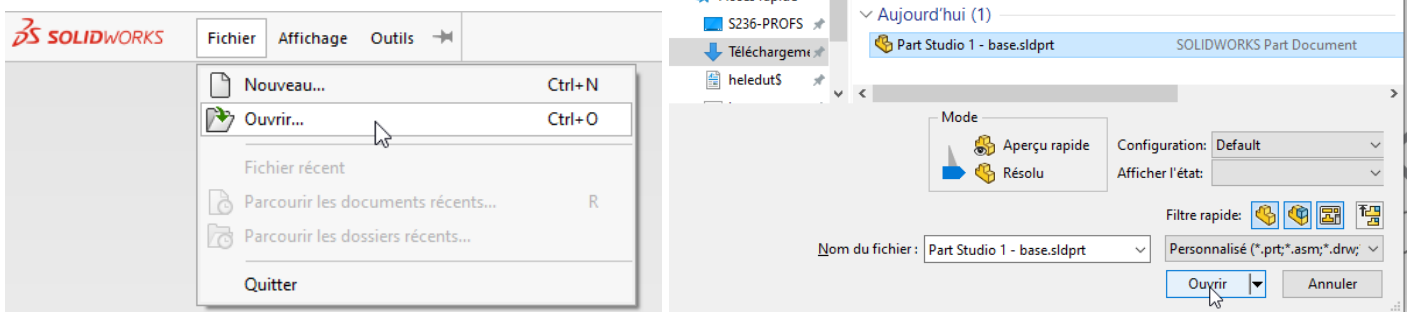 SOLIDWORKS
Fichier Affichage Outils
Nouveau... Ctrl+N
Ouvrir... Ctrl+O
Fichier récent
Parcourir les documents récents... R
Parcourir les dossiers récents...
Quitter
S236-PROFS
Téléchargeme
heledut$
Aujourd'hui (1)
Part Studio 1 - base.sldprt SOLIDWORKS Part Document
Mode
Aperçu rapide
Résolu
Configuration: Default
Afficher l'état:
Filtre rapide:
Nom du fichier : Part Studio 1 - base.sldprt Personnalisé (*.prt;*.asm;*.drw;
Ouvrir Annuler